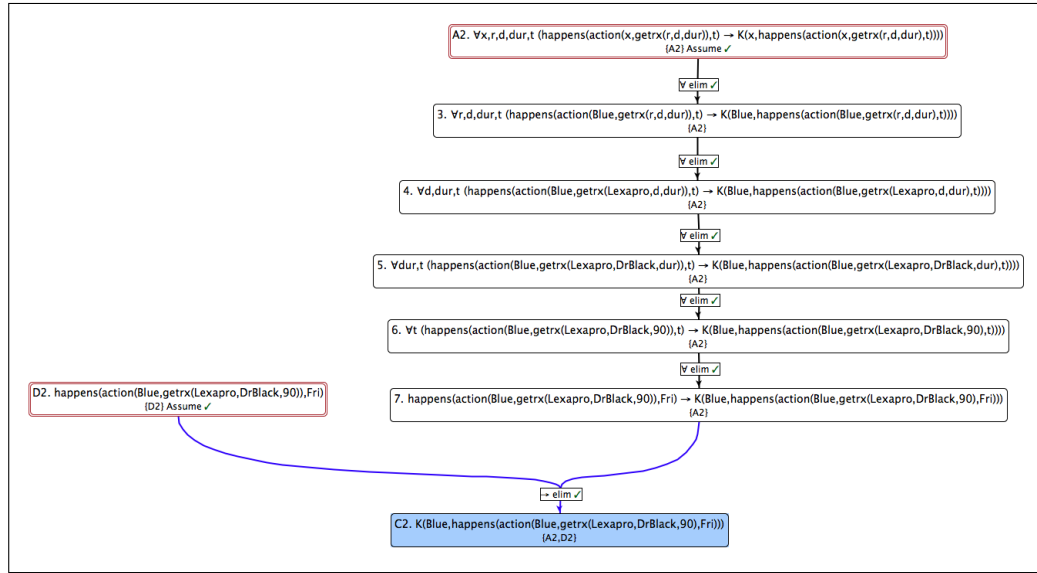 A2. ∀x,r,d,dur,t (happens(action(x,getrx(r,d,dur)),t) → K(x,happens(action(x,getrx(r,d,dur),t))))
{A2} Assume ✓
∀ elim ✓
3. ∀r,d,dur,t (happens(action(Blue,getrx(r,d,dur)),t) → K(Blue,happens(action(Blue,getrx(r,d,dur),t))))
{A2}
∀ elim ✓
4. ∀d,dur,t (happens(action(Blue,getrx(Lexapro,d,dur)),t) → K(Blue,happens(action(Blue,getrx(Lexapro,d,dur),t))))
{A2}
∀ elim ✓
5. ∀dur,t (happens(action(Blue,getrx(Lexapro,DrBlack,dur)),t) → K(Blue,happens(action(Blue,getrx(Lexapro,DrBlack,dur),t))))
{A2}
∀ elim ✓
6. ∀t (happens(action(Blue,getrx(Lexapro,DrBlack,90)),t) → K(Blue,happens(action(Blue,getrx(Lexapro,DrBlack,90),t))))
{A2}
∀ elim ✓
D2. happens(action(Blue,getrx(Lexapro,DrBlack,90)),Fri)
{D2} Assume ✓
7. happens(action(Blue,getrx(Lexapro,DrBlack,90)),Fri) → K(Blue,happens(action(Blue,getrx(Lexapro,DrBlack,90),Fri)))
{A2}
→ elim ✓
C2. K(Blue,happens(action(Blue,getrx(Lexapro,DrBlack,90),Fri)))
{A2,D2}